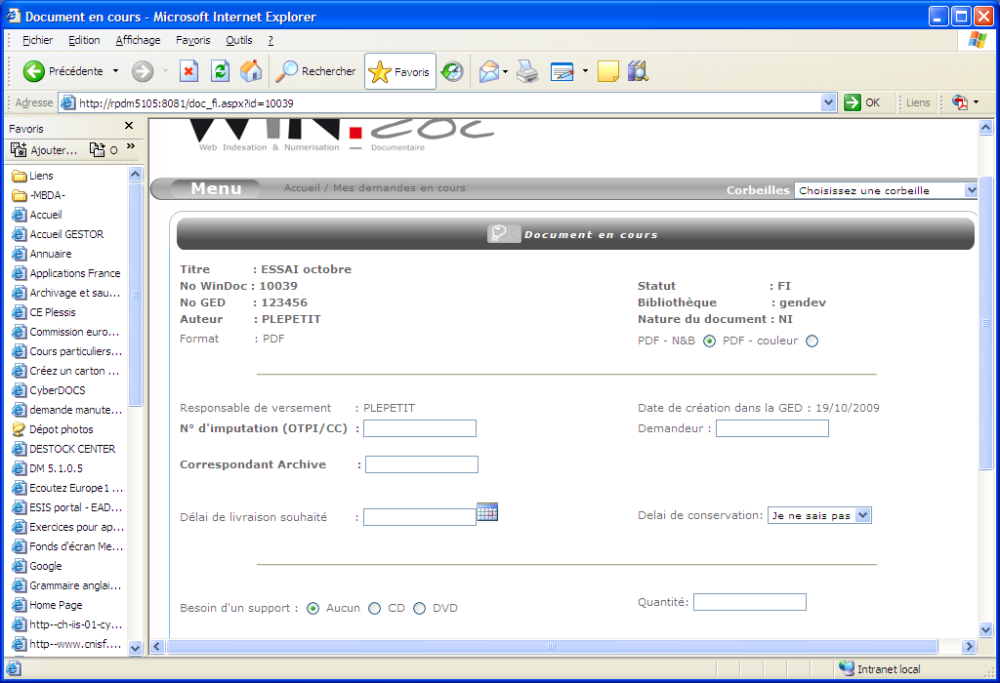 Document en cours - Microsoft Internet Explorer
Fichier Edition Affichage Favoris Outils ?
Précédente Rechercher Favoris
Adresse http://rpdm5105:8081/doc_fi.aspx?id=10039 OK Liens
Favoris
Ajouter... O »
Liens
-MBDA-
Accueil
Accueil GESTOR
Annuaire
Applications France
Archivage et sau...
CE Plessis
Commission euro...
Cours particuliers...
Créez un carton ...
CyberDOCS
demande manute...
Dépot photos
DESTOCK CENTER
DM 5.1.0.5
Ecoutez Europe1 ...
ESIS portal - EAD...
Exercices pour ap...
Fonds d'écran Me...
Google
Grammaire anglai...
Home Page
http--ch-iis-01-cy...
http--www.cnisf....
Web Indexation & Numerisation — Documentaire
Menu Accueil / Mes demandes en cours Corbeilles Choisissez une corbeille
Document en cours
Titre : ESSAI octobre
No WinDoc : 10039 Statut : FI
No GED : 123456 Bibliothèque : gendev
Auteur : PLEPETIT Nature du document : NI
Format : PDF PDF - N&B PDF - couleur
Responsable de versement : PLEPETIT Date de création dans la GED : 19/10/2009
N° d'imputation (OTPI/CC) : Demandeur :
Correspondant Archive :
Délai de livraison souhaité : Delai de conservation: Je ne sais pas
Besoin d'un support : Aucun CD DVD Quantité:
Intranet local